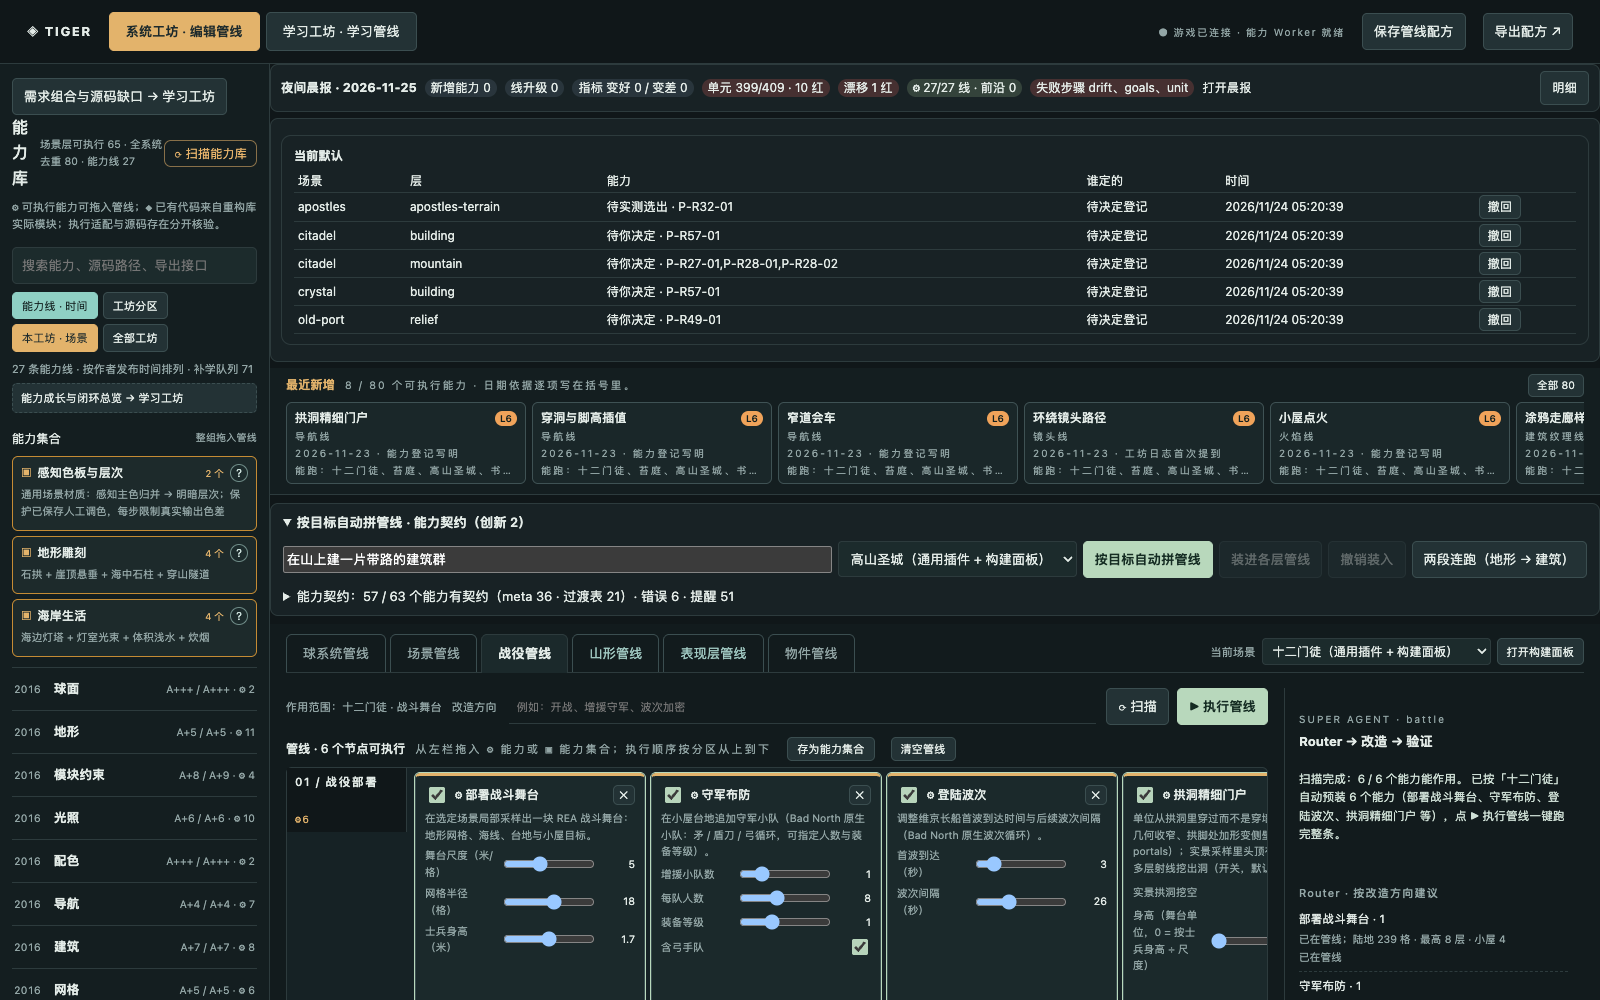 ◈ TIGER
系统工坊 · 编辑管线
学习工坊 · 学习管线
游戏已连接 · 能力 Worker 就绪
保存管线配方
导出配方 ↗
需求组合与源码缺口 → 学习工坊
能力库
场景层可执行 65 · 全系统去重 80 · 能力线 27
⟳ 扫描能力库
⚙ 可执行能力可拖入管线；◆ 已有代码来自重构库
实际模块；执行适配与源码存在分开核验。
搜索能力、源码路径、导出接口
能力线 · 时间
工坊分区
本工坊 · 场景
全部工坊
27 条能力线 · 按作者发布时间排列 · 补学队列 71
能力成长与闭环总览 → 学习工坊
能力集合
整组拖入管线
▣ 感知色板与层次
2 个 ?
通用场景材质：感知主色归并 → 明暗层次；保
护已保存人工调色，每步限制真实输出色差
▣ 地形雕刻
4 个 ?
石拱 + 崖顶悬垂 + 海中石柱 + 穿山隧道
▣ 海岸生活
4 个 ?
海边灯塔 + 灯室光束 + 体积浅水 + 炊烟
2016 球面 A+++ / A+++ · ⚙ 2
2016 地形 A+5 / A+5 · ⚙ 11
2016 模块约束 A+8 / A+9 · ⚙ 4
2016 光照 A+6 / A+6 · ⚙ 10
2016 配色 A+++ / A+++ · ⚙ 2
2016 导航 A+4 / A+4 · ⚙ 7
2016 建筑 A+7 / A+7 · ⚙ 8
2016 网格 A+5 / A+5 · ⚙ 6
夜间晨报 · 2026-11-25
新增能力 0
线升级 0
指标 变好 0 / 变差 0
单元 399/409 · 10 红
漂移 1 红
⚙ 27/27 线 · 前沿 0
失败步骤 drift、goals、unit
打开晨报
明细
当前默认
场景 层 能力 谁定的 时间
apostles apostles-terrain 待实测选出 · P-R32-01 待决定登记 2026/11/24 05:20:39 撤回
citadel building 待你决定 · P-R57-01 待决定登记 2026/11/24 05:20:39 撤回
citadel mountain 待你决定 · P-R27-01,P-R28-01,P-R28-02 待决定登记 2026/11/24 05:20:39 撤回
crystal building 待你决定 · P-R57-01 待决定登记 2026/11/24 05:20:39 撤回
old-port relief 待你决定 · P-R49-01 待决定登记 2026/11/24 05:20:39 撤回
最近新增 8 / 80 个可执行能力 · 日期依据逐项写在括号里。
全部 80
拱洞精细门户 L6
导航线
2026-11-23 · 能力登记写明
能跑：十二门徒、苔庭、高山圣城、书...
穿洞与脚高插值 L6
导航线
2026-11-23 · 能力登记写明
能跑：十二门徒、苔庭、高山圣城、书...
窄道会车 L6
导航线
2026-11-23 · 能力登记写明
能跑：十二门徒、苔庭、高山圣城、书...
环绕镜头路径 L6
镜头线
2026-11-23 · 工坊日志首次提到
能跑：十二门徒、苔庭、高山圣城、书...
小屋点火 L6
火焰线
2026-11-23 · 能力登记写明
能跑：十二门徒、苔庭、高山圣城、书...
涂鸦走廊样
建筑纹理线
2026-11-23
能跑：十二
▼ 按目标自动拼管线 · 能力契约（创新 2）
在山上建一片带路的建筑群
高山圣城（通用插件 + 构建面板）
按目标自动拼管线
装进各层管线
撤销装入
两段连跑（地形 → 建筑）
▶ 能力契约：57 / 63 个能力有契约（meta 36 · 过渡表 21）· 错误 6 · 提醒 51
球系统管线
场景管线
战役管线
山形管线
表现层管线
物件管线
当前场景
十二门徒（通用插件 + 构建面板）
打开构建面板
作用范围：十二门徒 · 战斗舞台 改造方向
例如：开战、增援守军、波次加密
⟳ 扫描
▶ 执行管线
管线 · 6 个节点可执行 从左栏拖入 ⚙ 能力或 ▣ 能力集合；执行顺序按分区从上到下
存为能力集合
清空管线
01 / 战役部署
⚙6
⚙ 部署战斗舞台 ✕
在选定场景局部采样出一块 REA 战斗舞台：
地形网格、海线、台地与小屋目标。
舞台尺度（米/格） 5
网格半径（格） 18
士兵身高（米） 1.7
⚙ 守军布防 ✕
在小屋台地追加守军小队（Bad North 原生
小队：矛 / 盾刀 / 弓循环，可指定人数与装
备等级）。
增援小队数 1
每队人数 8
装备等级 1
含弓手队
⚙ 登陆波次 ✕
调整维京长船首波到达时间与后续波次间隔
（Bad North 原生波次循环）。
首波到达（秒） 3
波次间隔（秒） 26
⚙ 拱洞精细门户
单位从拱洞里穿过而不是穿
几何收窄、拱脚处加形变侧
portals）；实景采样里头顶
多层射线挖出洞（开关，默
实景拱洞挖空
身高（舞台单位，0 = 按士兵身高 ÷ 尺度）
SUPER AGENT · battle
Router → 改造 → 验证
扫描完成：6 / 6 个能力能作用。 已按「十二门徒」
自动预装 6 个能力（部署战斗舞台、守军布防、登
陆波次、拱洞精细门户 等），点 ▶ 执行管线一键跑
完整条。
Router · 按改造方向建议
部署战斗舞台 · 1
已在管线；陆地 239 格 · 最高 8 层 · 小屋 4
已在管线
守军布防 · 1